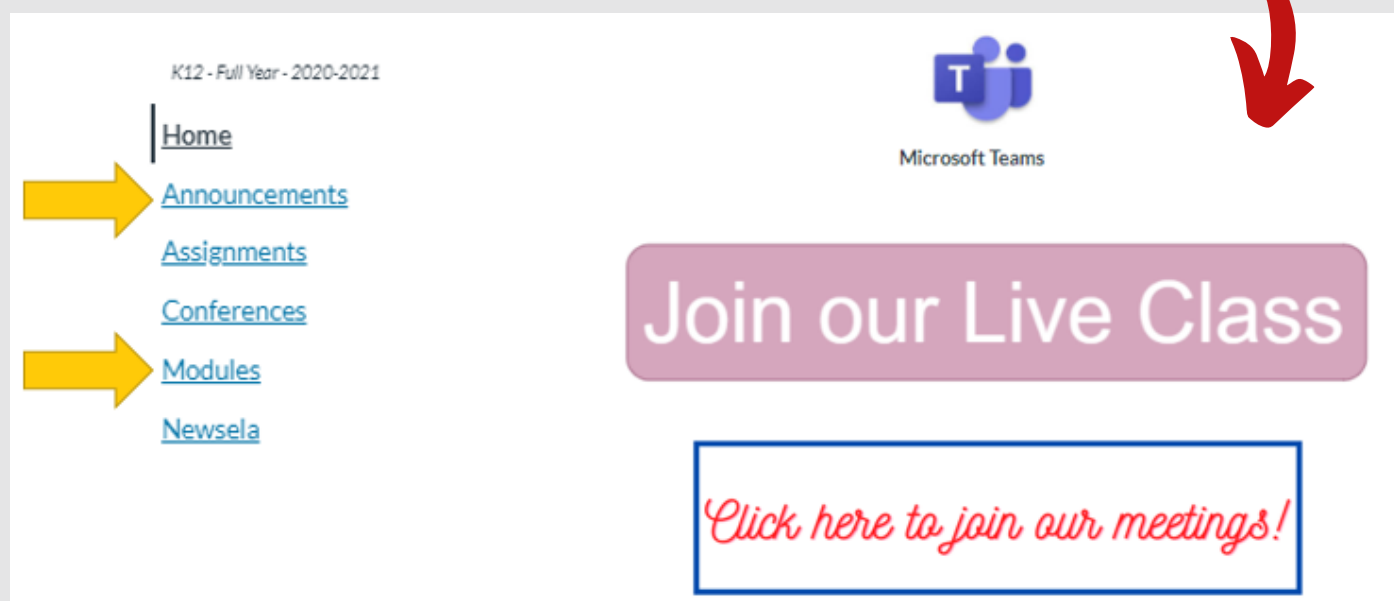 K12 - Full Year - 2020-2021
Home
Announcements
Assignments
Conferences
Modules
Newsela
T
Microsoft Teams
Join our Live Class
Click here to join our meetings!